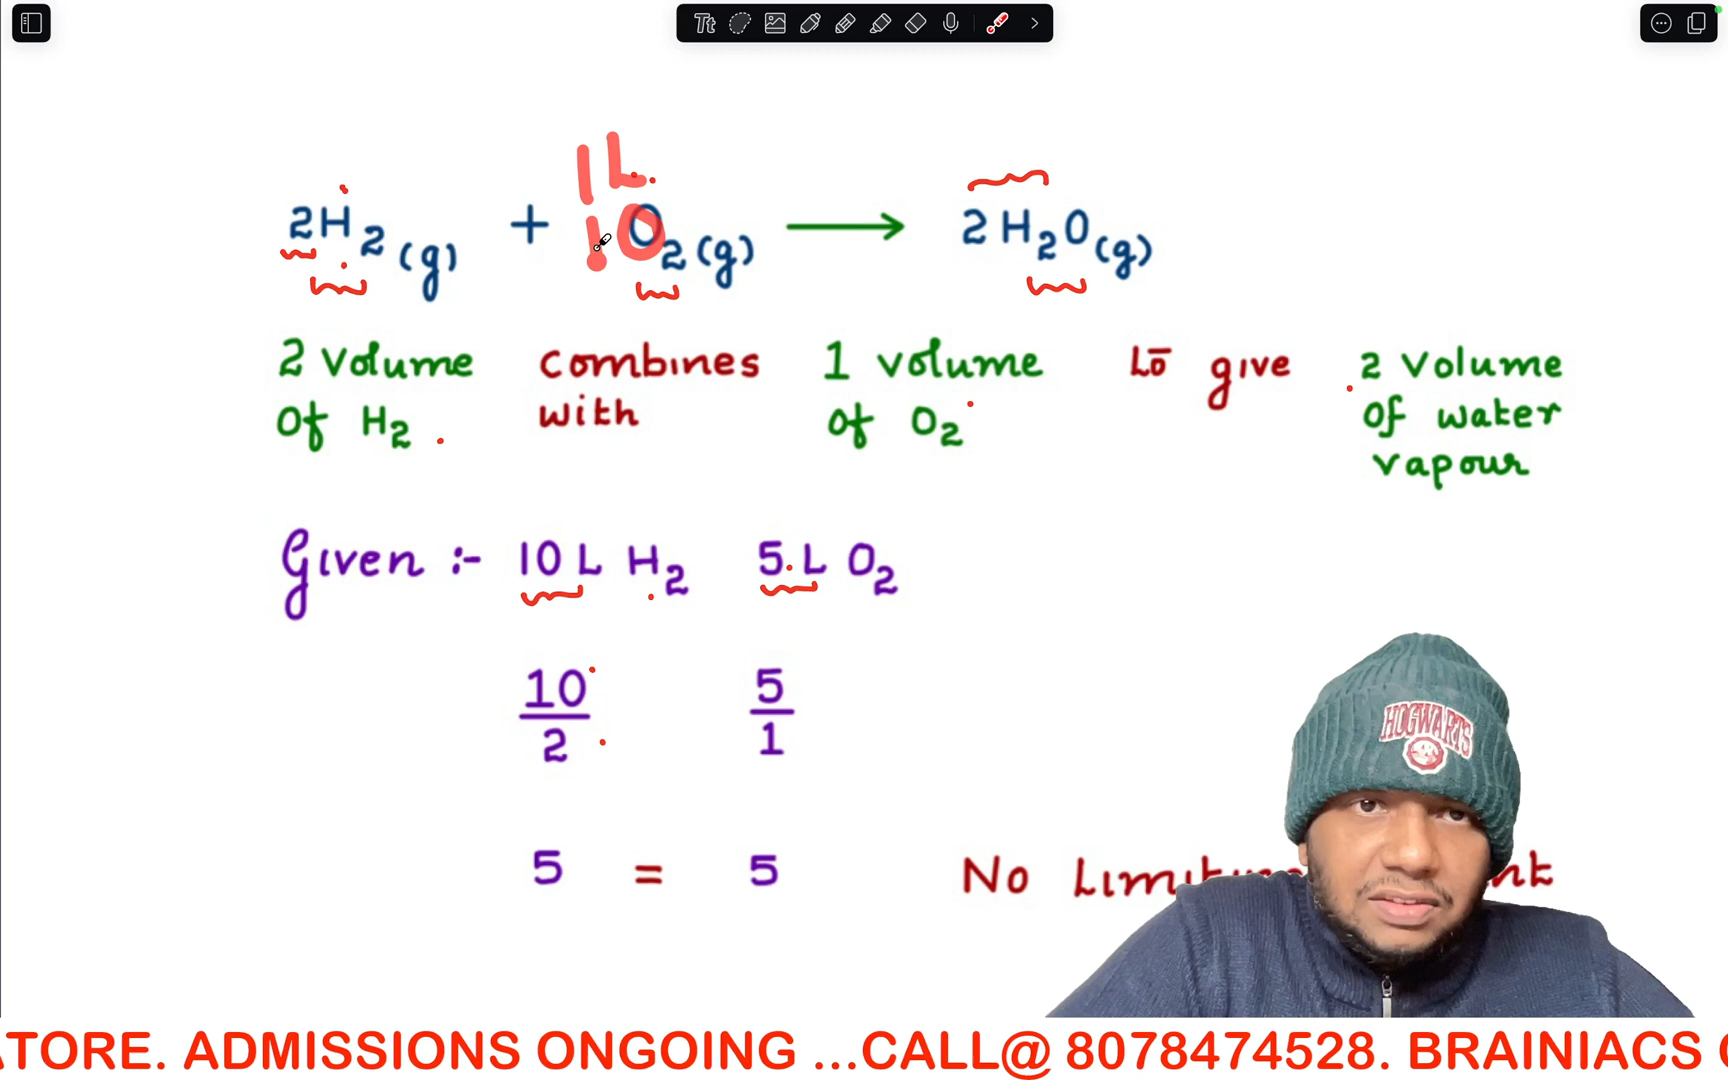 Tt
1L
2H2(g) + 1O2(g) → 2H2O(g)
2 Volume combines 1 volume to give 2 Volume
of H2 with of O2 of water
vapour
Given :- 10 L H2 5 L O2
10 5
2 1
5 = 5 No
HOGWARTS
ATORE. ADMISSIONS ONGOING ...CALL@ 8078474528. BRAINIACS